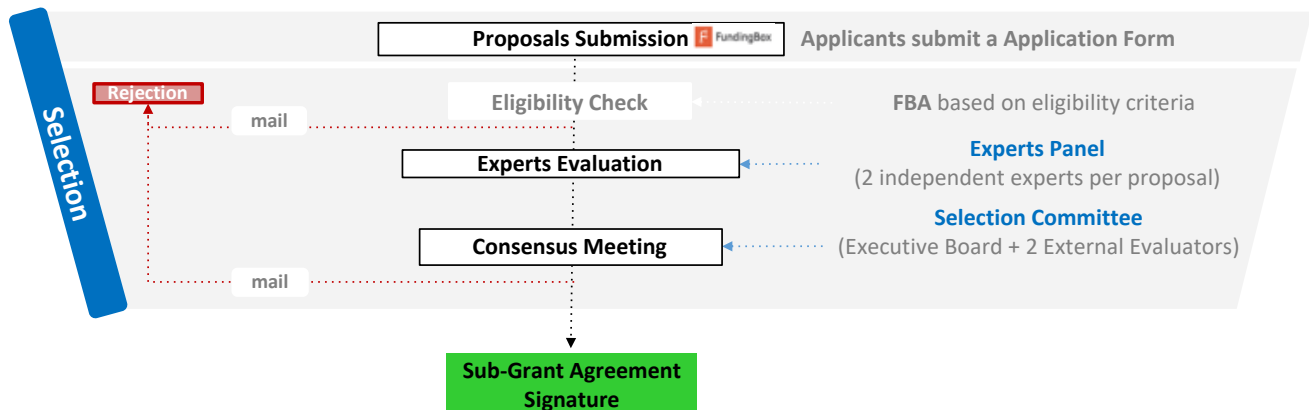 Selection
Proposals Submission F FundingBox
Applicants submit a Application Form
Rejection
Eligibility Check
FBA based on eligibility criteria
mail
Experts Evaluation
Experts Panel
(2 independent experts per proposal)
Selection Committee
Consensus Meeting
(Executive Board + 2 External Evaluators)
mail
Sub-Grant Agreement
Signature